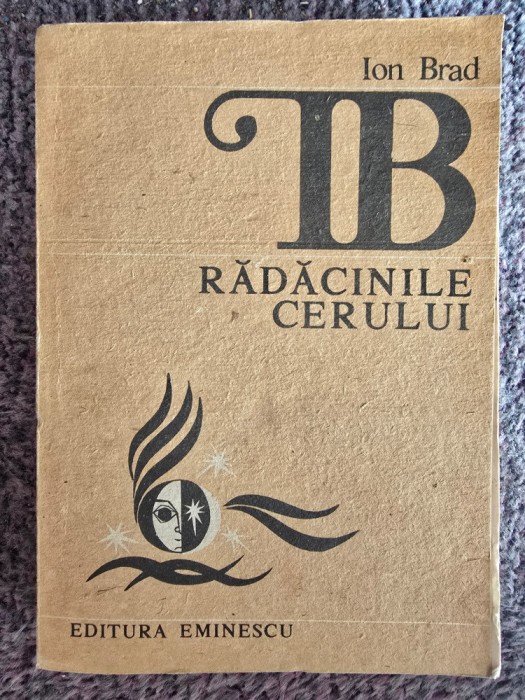 Ion Brad
IB
RĂDĂCINILE
CERULUI
EDITURA EMINESCU